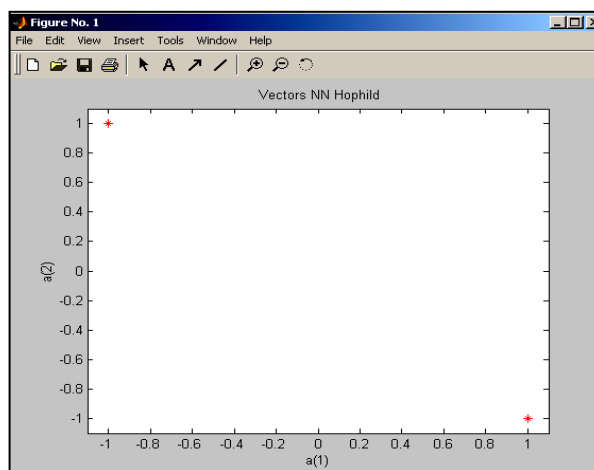 Figure No. 1
File Edit View Insert Tools Window Help
A
Vectors NN Hophild
1
0.8
0.6
0.4
0.2
0
-0.2
-0.4
-0.6
-0.8
-1
a(2)
-1 -0.8 -0.6 -0.4 -0.2 0 0.2 0.4 0.6 0.8 1
a(1)